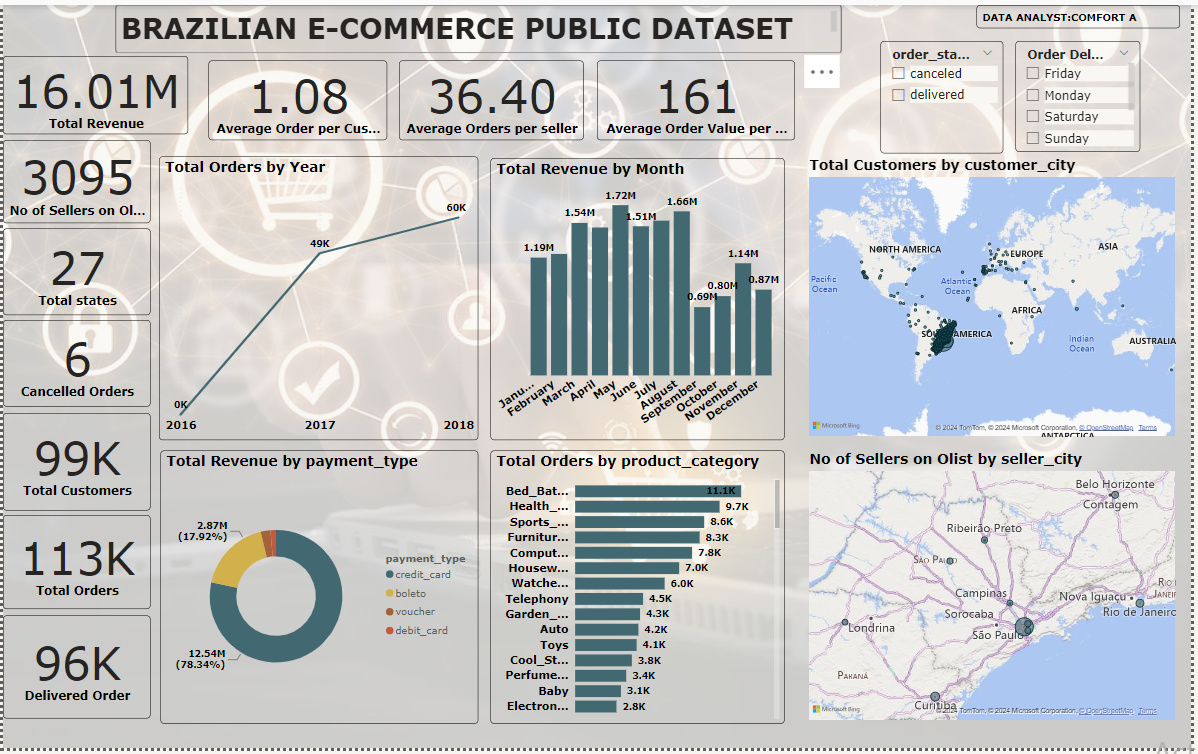 BRAZILIAN E-COMMERCE PUBLIC DATASET
DATA ANALYST:COMFORT A
16.01M
Total Revenue
1.08
Average Order per Cus...
36.40
Average Orders per seller
161
Average Order Value per ...
order_sta...
canceled
delivered
Order Del...
Friday
Monday
Saturday
Sunday
3095
No of Sellers on Ol...
27
Total states
6
Cancelled Orders
99K
Total Customers
113K
Total Orders
96K
Delivered Order
Total Orders by Year
0K
49K
60K
2016
2017
2018
Total Revenue by Month
1.19M
1.54M
1.72M
1.51M
1.66M
0.69M
0.80M
1.14M
0.87M
Janu...
February
March
April
May
June
July
August
September
October
November
December
Total Customers by customer_city
NORTH AMERICA
EUROPE
ASIA
Pacific
Ocean
Atlantic
Ocean
AFRICA
SOUTH AMERICA
Indian
Ocean
AUSTRALIA
ANTARCTICA
Microsoft Bing
© 2024 TomTom, © 2024 Microsoft Corporation, © OpenStreetMap Terms
Total Revenue by payment_type
2.87M
(17.92%)
12.54M
(78.34%)
payment_type
credit_card
boleto
voucher
debit_card
Total Orders by product_category
Bed_Bat... 11.1K
Health_... 9.7K
Sports_... 8.6K
Furnitur... 8.3K
Comput... 7.8K
Housew... 7.0K
Watche... 6.0K
Telephony 4.5K
Garden_... 4.3K
Auto 4.2K
Toys 4.1K
Cool_St... 3.8K
Perfume... 3.4K
Baby 3.1K
Electron... 2.8K
No of Sellers on Olist by seller_city
Belo Horizonte
Contagem
Ribeirão Preto
SÃO PAULO
Campinas
Sorocaba
Nova Iguaçu
RIO
JANEI
Rio de Janeiro
Londrina
São Paulo
PARANÁ
Curitiba
Microsoft Bing
© 2024 TomTom, © 2024 Microsoft Corporation, © OpenStreetMap Terms